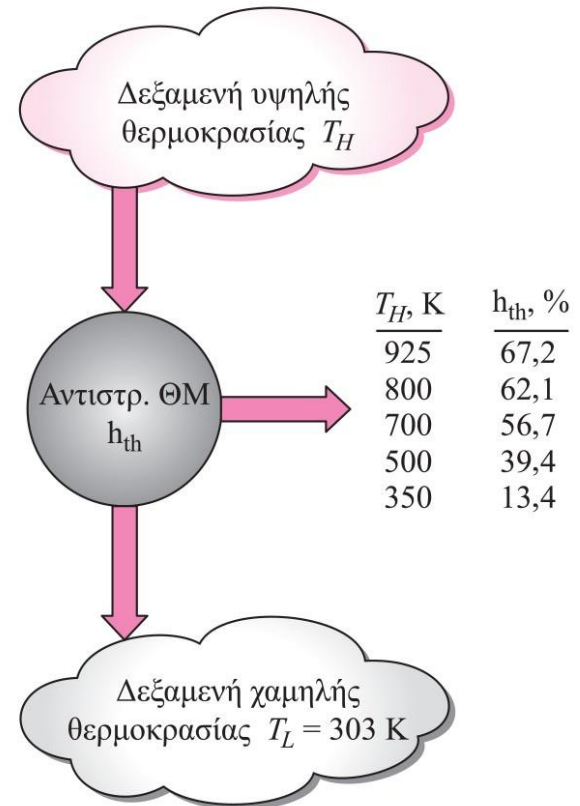 Δεξαμενή υψηλής
θερμοκρασίας T_H
T_H, K h_th, %
925 67,2
800 62,1
700 56,7
500 39,4
350 13,4
Αντιστρ. ΘΜ
h_th
Δεξαμενή χαμηλής
θερμοκρασίας T_L = 303 K